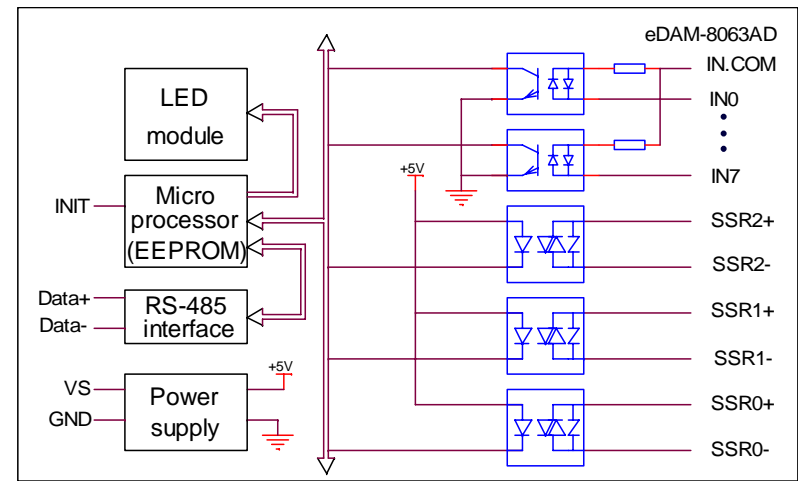 eDAM-8063AD
LED
module
INIT
Micro
processor
(EEPROM)
Data+
Data-
RS-485
interface
VS
GND
Power
supply
+5V
+5V
IN.COM
IN0
IN7
SSR2+
SSR2-
SSR1+
SSR1-
SSR0+
SSR0-